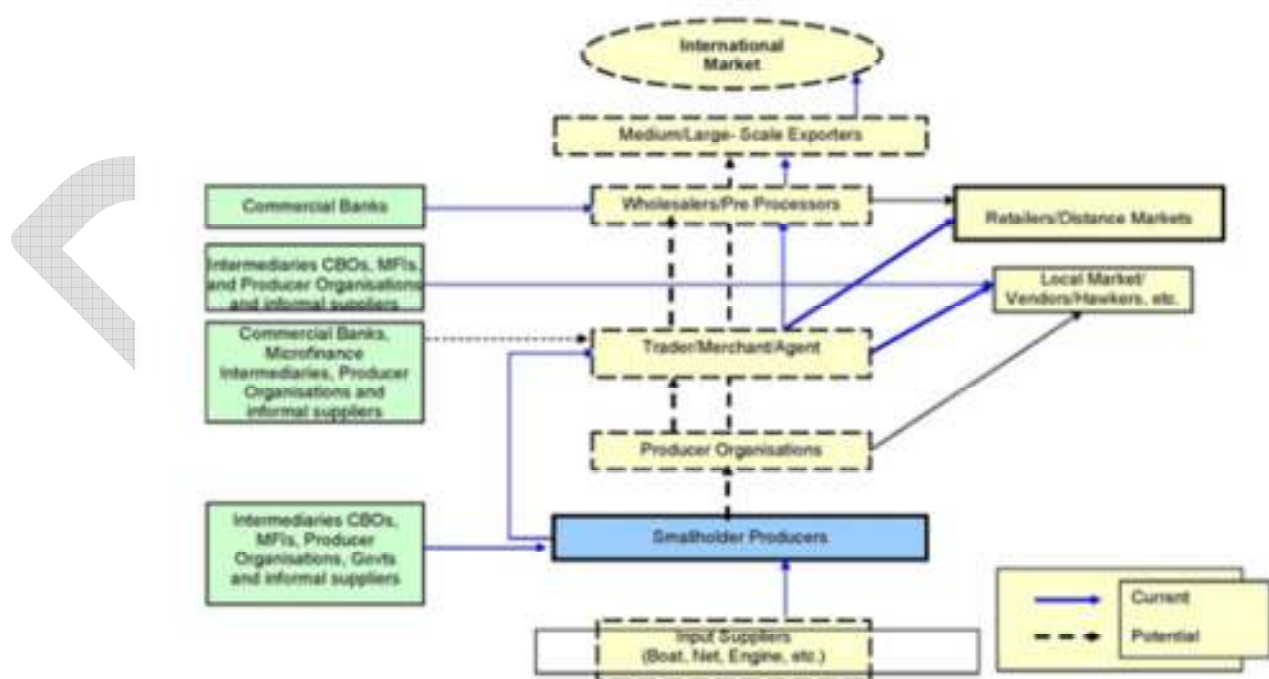 International
Market
Medium/Large- Scale Exporters
Commercial Banks
Wholesalers/Pre Processors
Retailers/Distance Markets
Intermediaries CBOs, MFIs,
and Producer Organisations
and informal suppliers
Local Market/
Vendors/Hawkers, etc.
Commercial Banks,
Microfinance
Intermediaries, Producer
Organisations and
informal suppliers
Trader/Merchant/Agent
Producer Organisations
Intermediaries CBOs,
MFIs, Producer
Organisations, Govts
and informal suppliers
Smallholder Producers
Input Suppliers
(Boat, Net, Engine, etc.)
Current
Potential